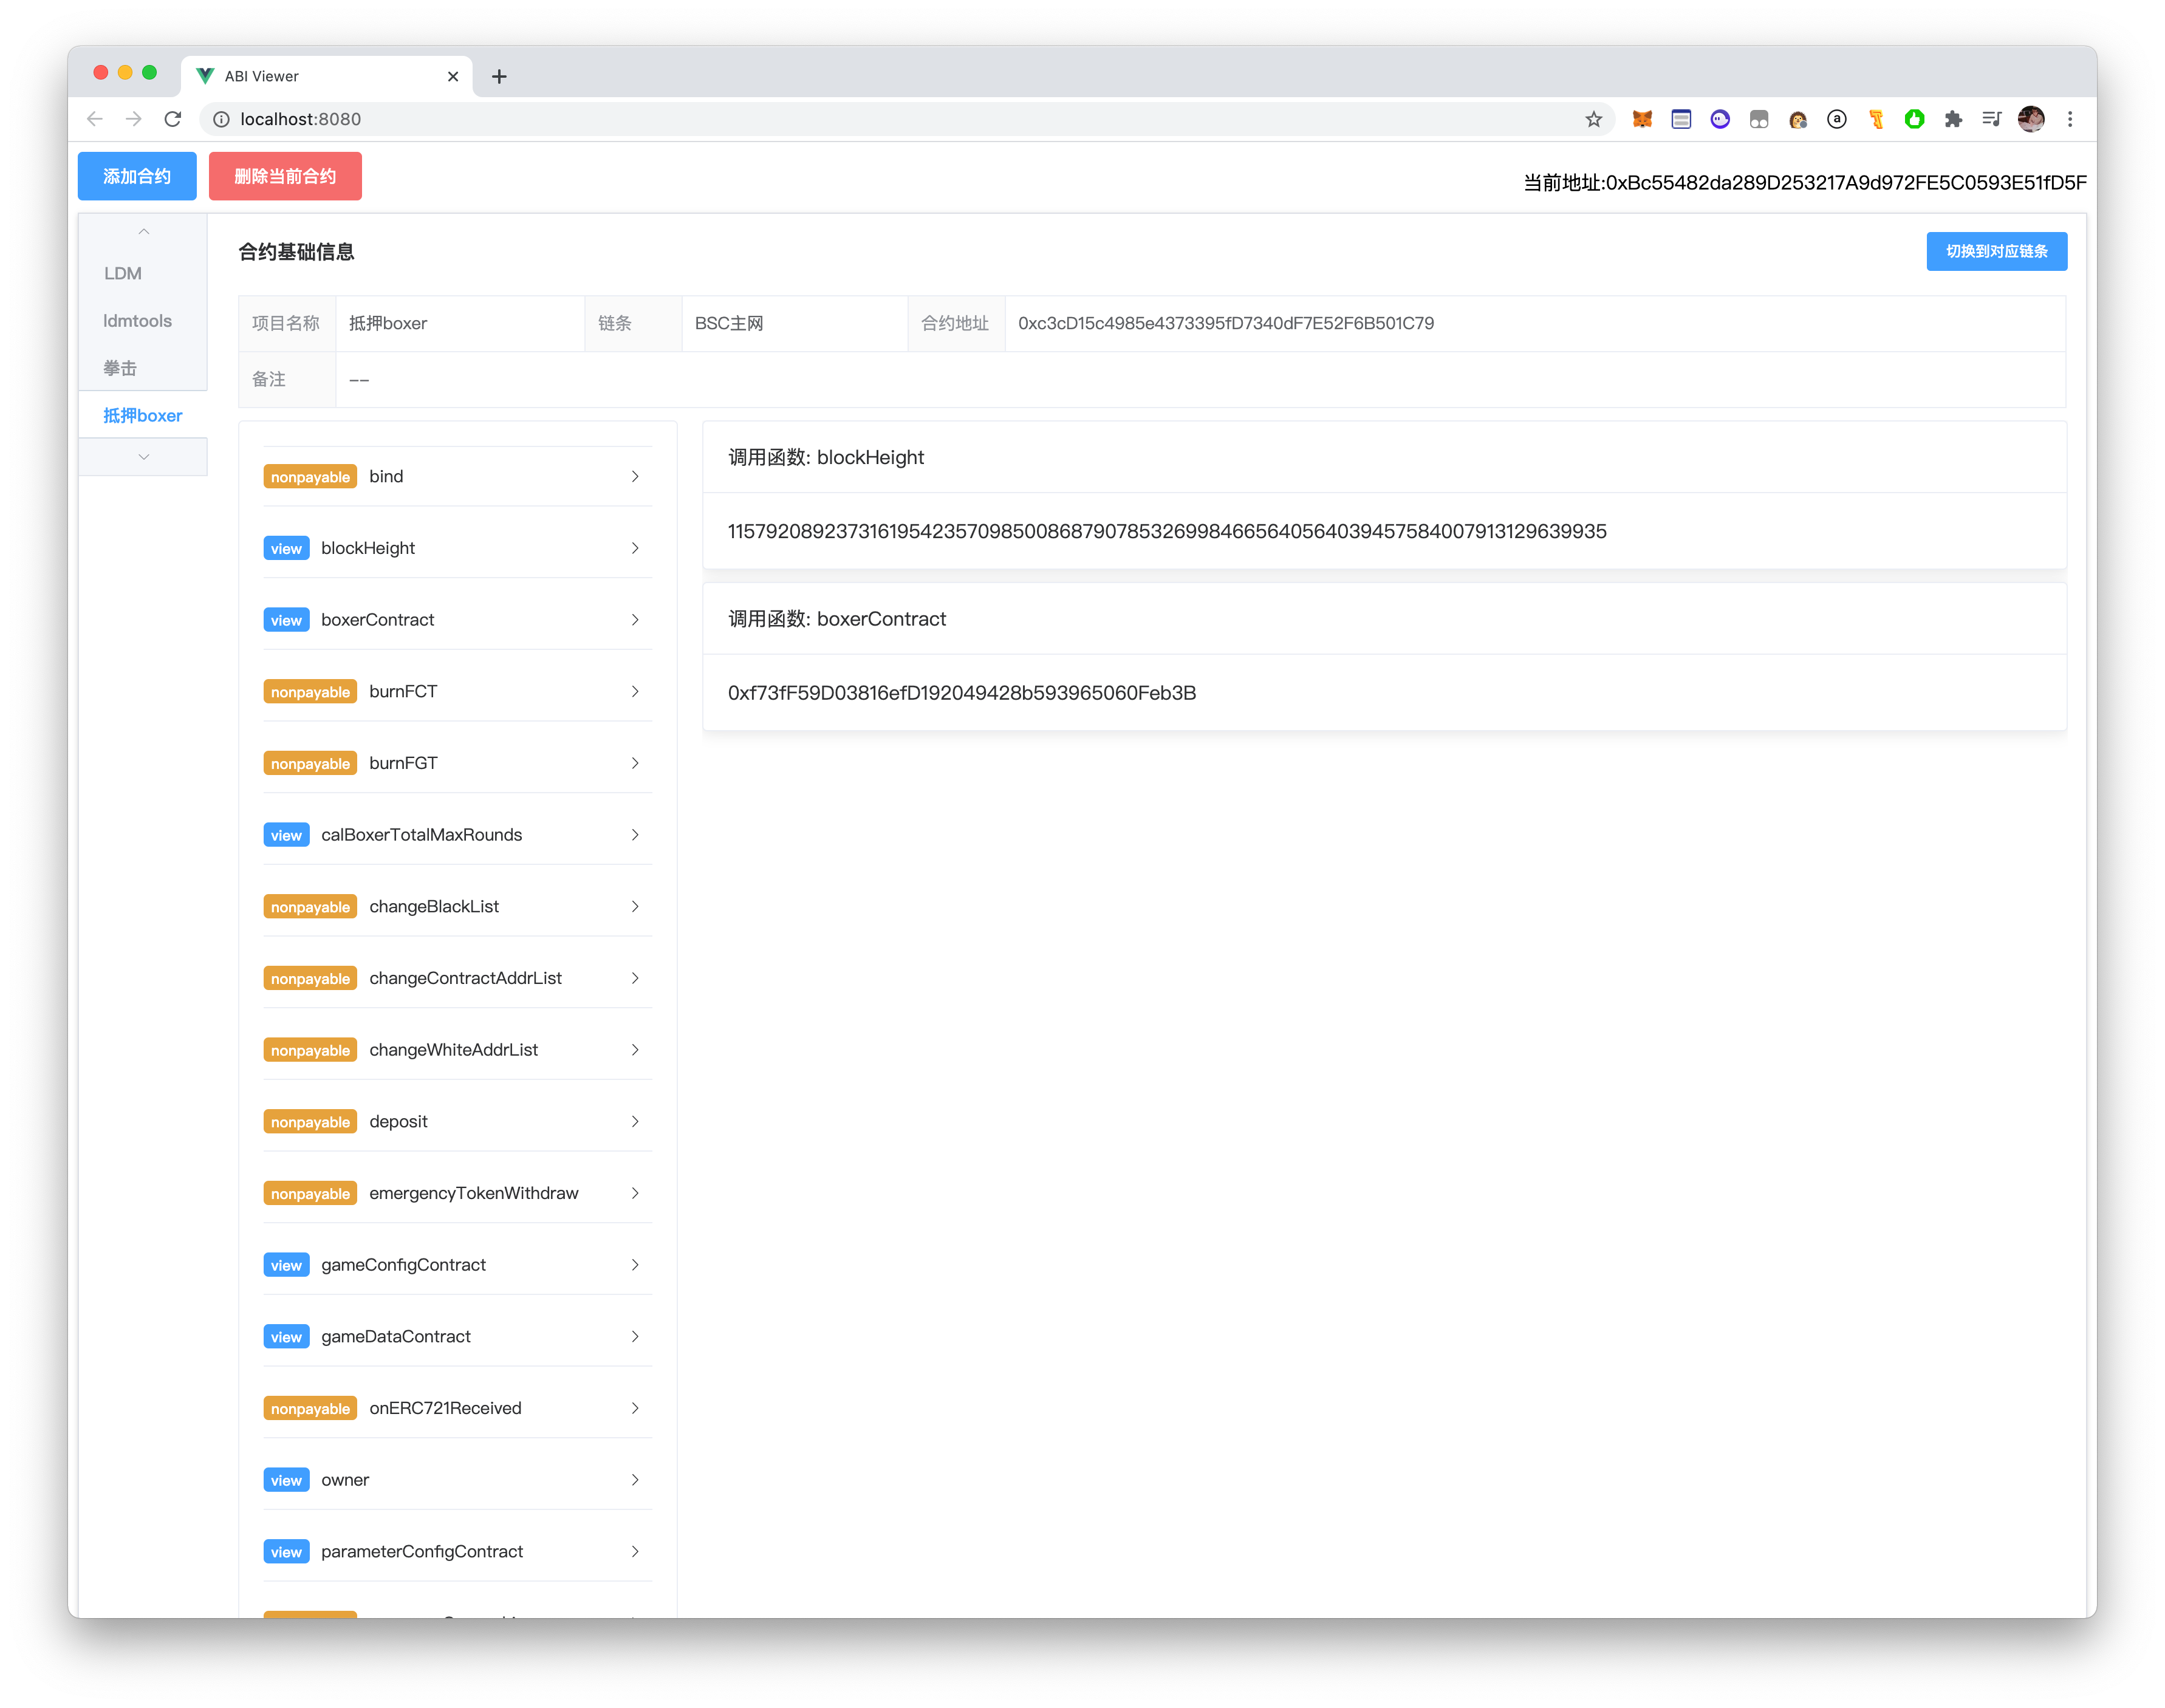 ABI Viewer
localhost:8080
添加合约
删除当前合约
当前地址:0xBc55482da289D253217A9d972FE5C0593E51fD5F
LDM
ldmtools
拳击
抵押boxer
合约基础信息
切换到对应链条
项目名称 抵押boxer 链条 BSC主网 合约地址 0xc3cD15c4985e4373395fD7340dF7E52F6B501C79
备注 --
nonpayable bind
view blockHeight
view boxerContract
nonpayable burnFCT
nonpayable burnFGT
view calBoxerTotalMaxRounds
nonpayable changeBlackList
nonpayable changeContractAddrList
nonpayable changeWhiteAddrList
nonpayable deposit
nonpayable emergencyTokenWithdraw
view gameConfigContract
view gameDataContract
nonpayable onERC721Received
view owner
view parameterConfigContract
调用函数: blockHeight
115792089237316195423570985008687907853269984665640564039457584007913129639935
调用函数: boxerContract
0xf73fF59D03816efD192049428b593965060Feb3B